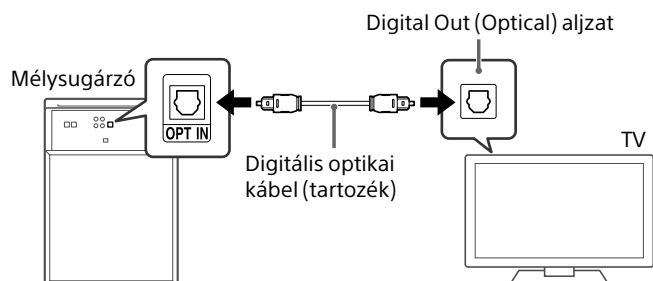 Digital Out (Optical) aljzat
Mélysugárzó
OPT IN
TV
Digitális optikai
kábel (tartozék)